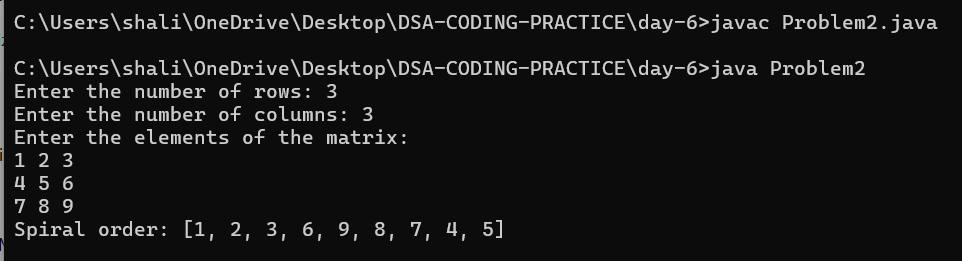 C:\Users\shali\OneDrive\Desktop\DSA-CODING-PRACTICE\day-6>javac Problem2.java
C:\Users\shali\OneDrive\Desktop\DSA-CODING-PRACTICE\day-6>java Problem2
Enter the number of rows: 3
Enter the number of columns: 3
Enter the elements of the matrix:
1 2 3
4 5 6
7 8 9
Spiral order: [1, 2, 3, 6, 9, 8, 7, 4, 5]